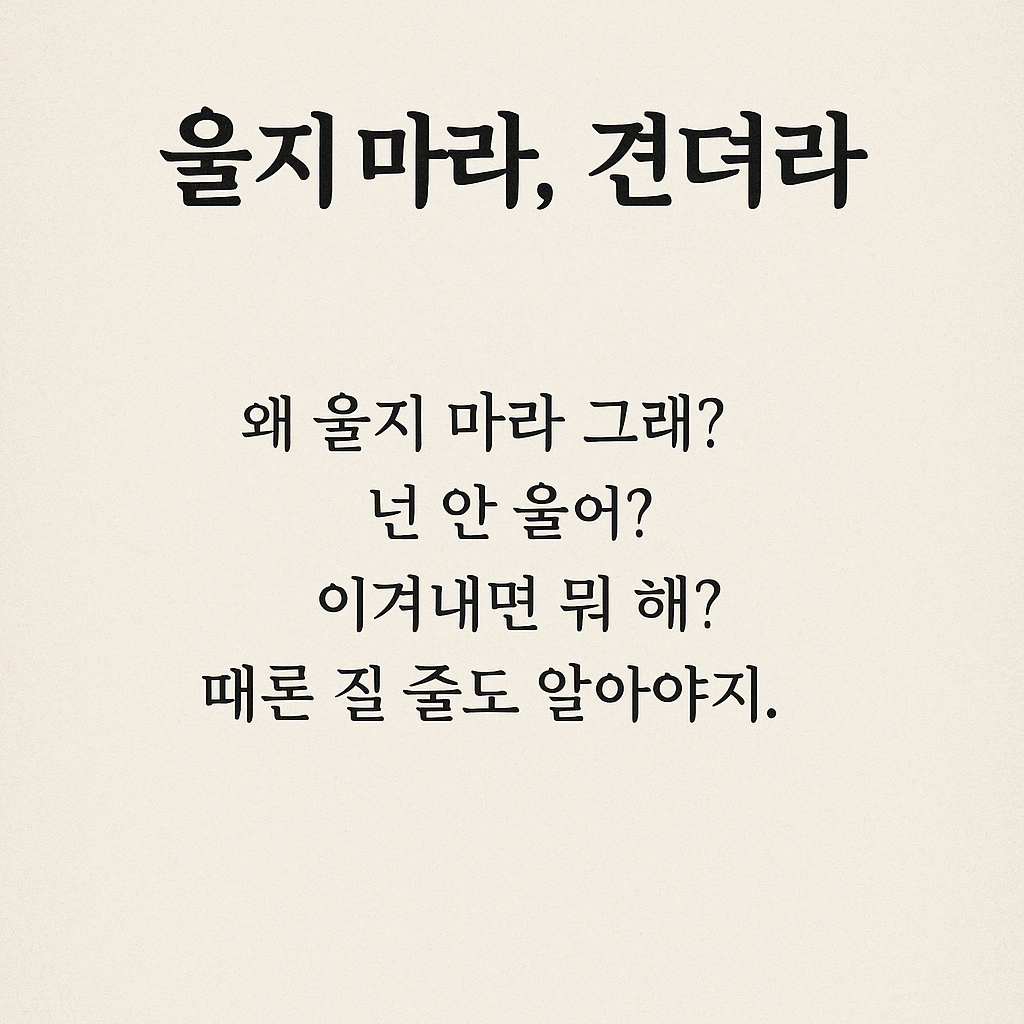 울지 마라, 견뎌라
왜 울지 마라 그래?
넌 안 울어?
이겨내면 뭐 해?
때론 질 줄도 알아야지.